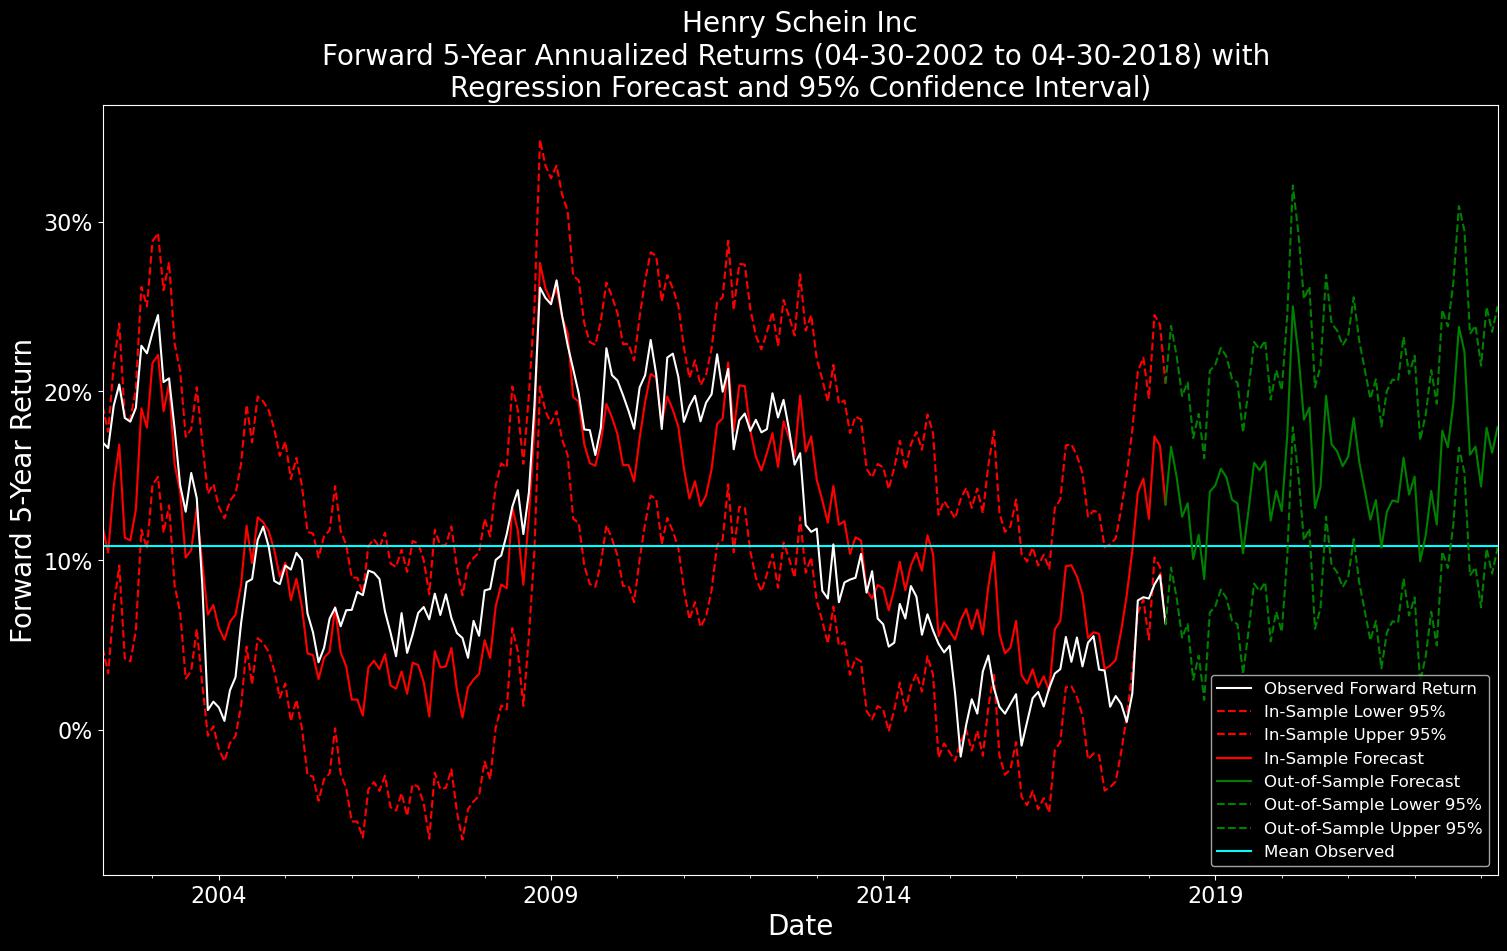 Henry Schein Inc
Forward 5-Year Annualized Returns (04-30-2002 to 04-30-2018) with
Regression Forecast and 95% Confidence Interval)
Forward 5-Year Return
30%
20%
10%
0%
Observed Forward Return
In-Sample Lower 95%
In-Sample Upper 95%
In-Sample Forecast
Out-of-Sample Forecast
Out-of-Sample Lower 95%
Out-of-Sample Upper 95%
Mean Observed
2004 2009 2014 2019
Date